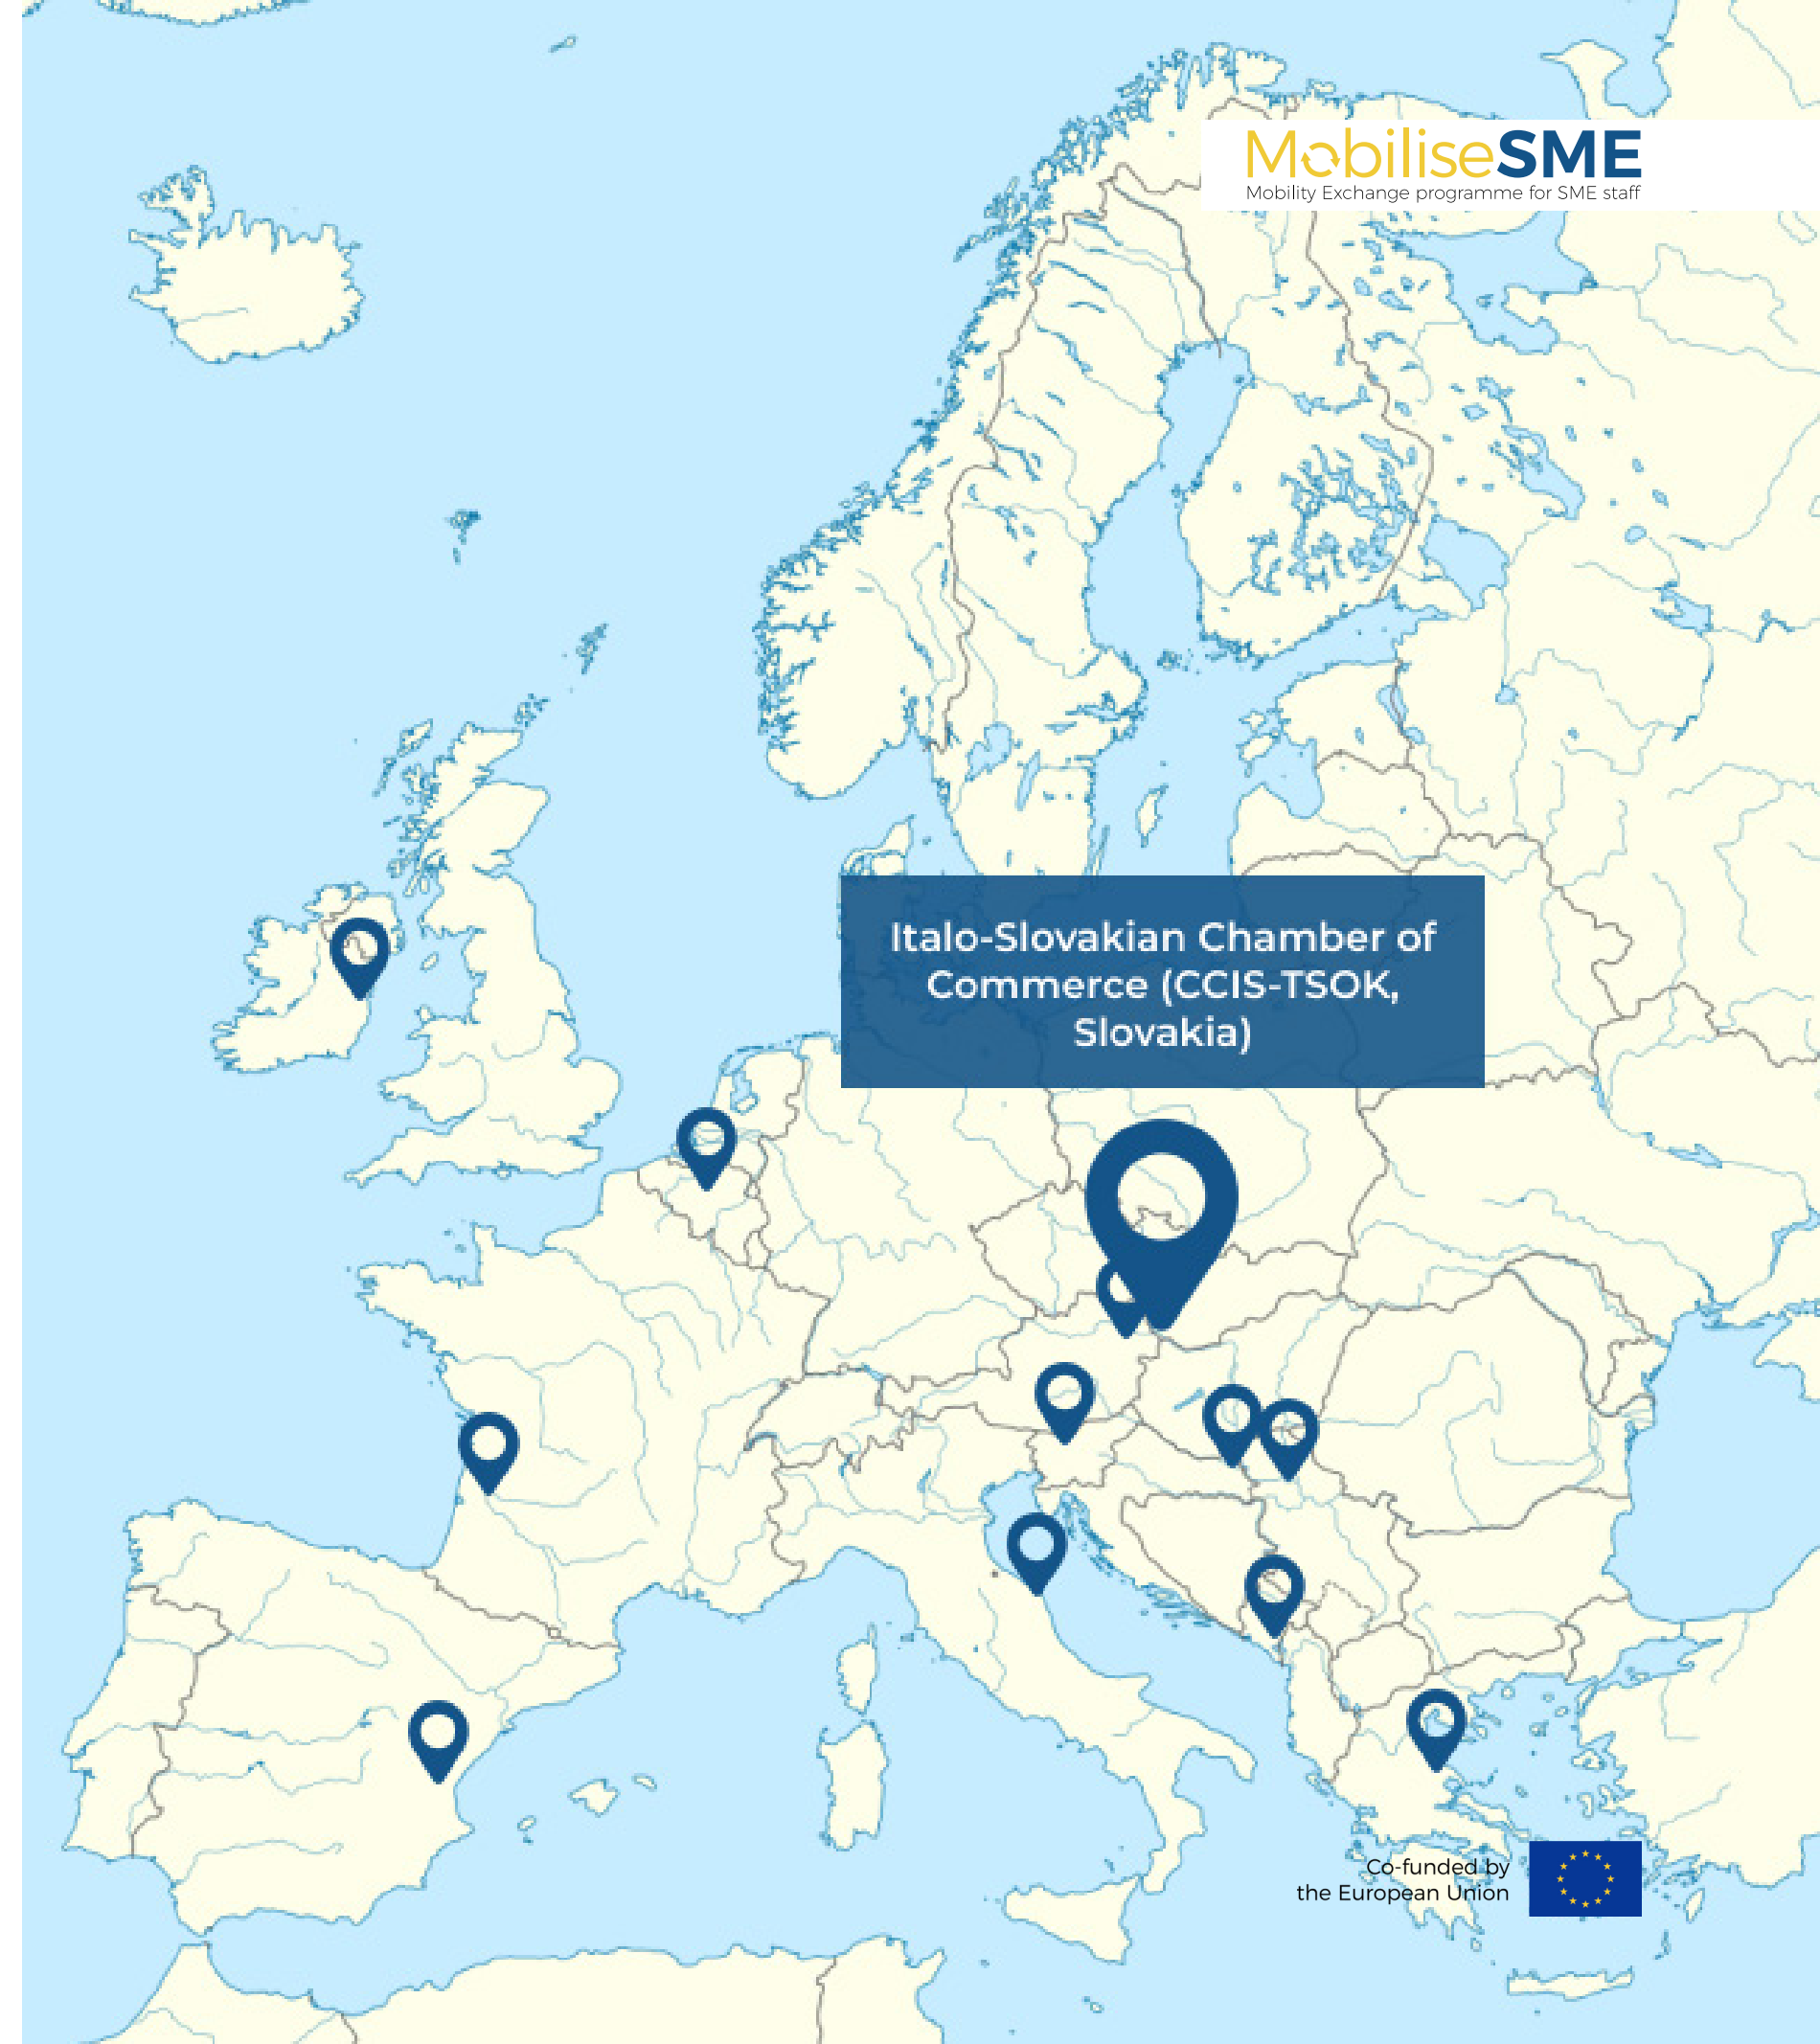 MobiliseSME
Mobility Exchange programme for SME staff
Italo-Slovakian Chamber of
Commerce (CCIS-TSOK,
Slovakia)
Co-funded by
the European Union